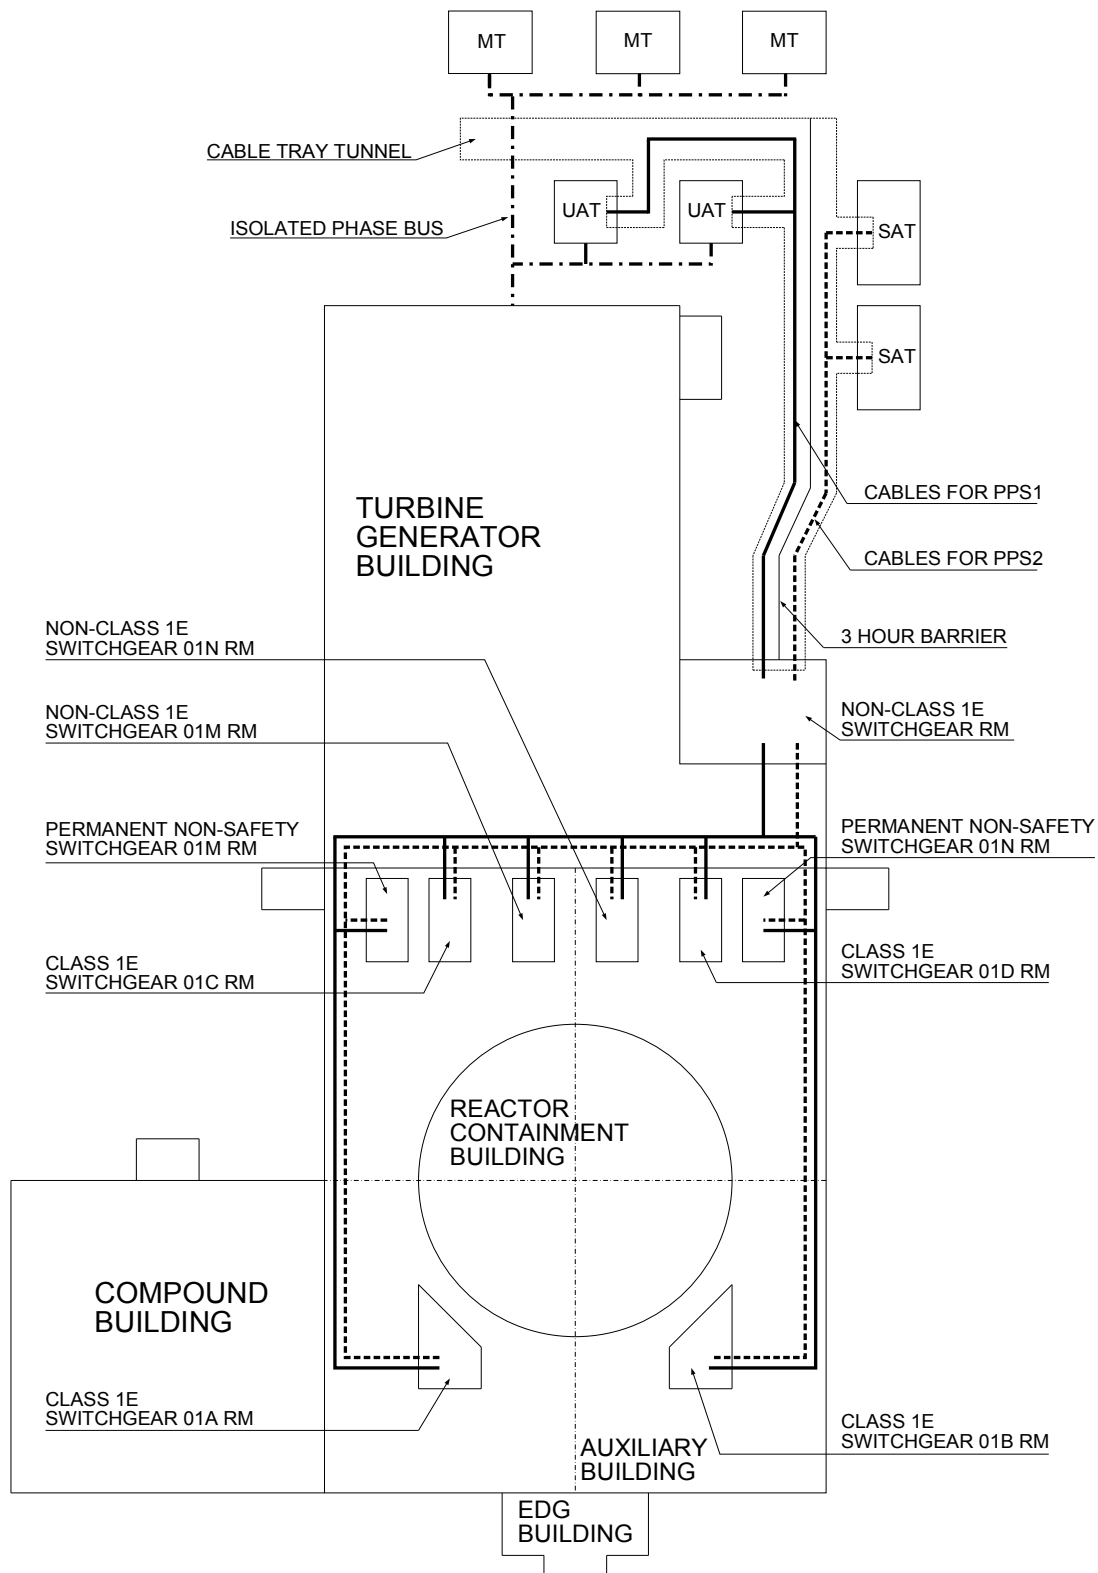 MT
MT
MT
CABLE TRAY TUNNEL
ISOLATED PHASE BUS
UAT
UAT
SAT
SAT
TURBINE
GENERATOR
BUILDING
CABLES FOR PPS1
CABLES FOR PPS2
3 HOUR BARRIER
NON-CLASS 1E
SWITCHGEAR 01N RM
NON-CLASS 1E
SWITCHGEAR 01M RM
NON-CLASS 1E
SWITCHGEAR RM
PERMANENT NON-SAFETY
SWITCHGEAR 01M RM
PERMANENT NON-SAFETY
SWITCHGEAR 01N RM
CLASS 1E
SWITCHGEAR 01C RM
CLASS 1E
SWITCHGEAR 01D RM
REACTOR
CONTAINMENT
BUILDING
COMPOUND
BUILDING
CLASS 1E
SWITCHGEAR 01A RM
CLASS 1E
SWITCHGEAR 01B RM
AUXILIARY
BUILDING
EDG
BUILDING